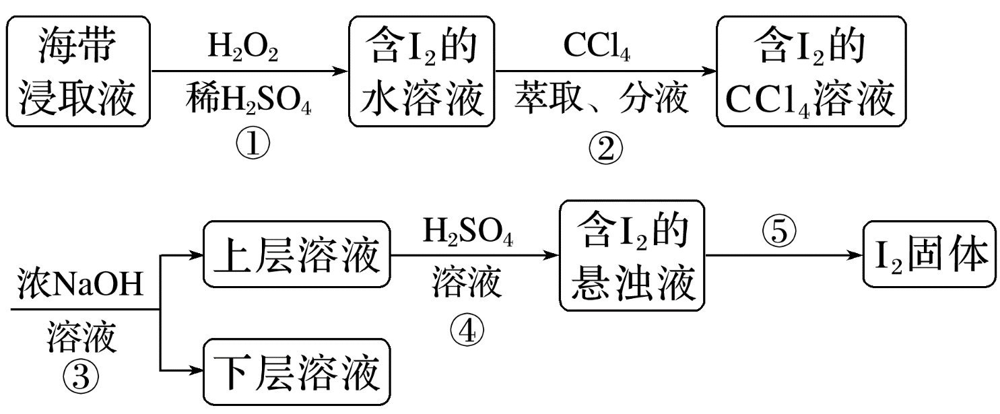 海带
浸取液
H₂O₂
稀H₂SO₄
①
含I₂的
水溶液
CCl₄
萃取、分液
②
含I₂的
CCl₄溶液
浓NaOH
溶液
③
上层溶液
下层溶液
H₂SO₄
溶液
④
含I₂的
悬浊液
⑤
I₂固体